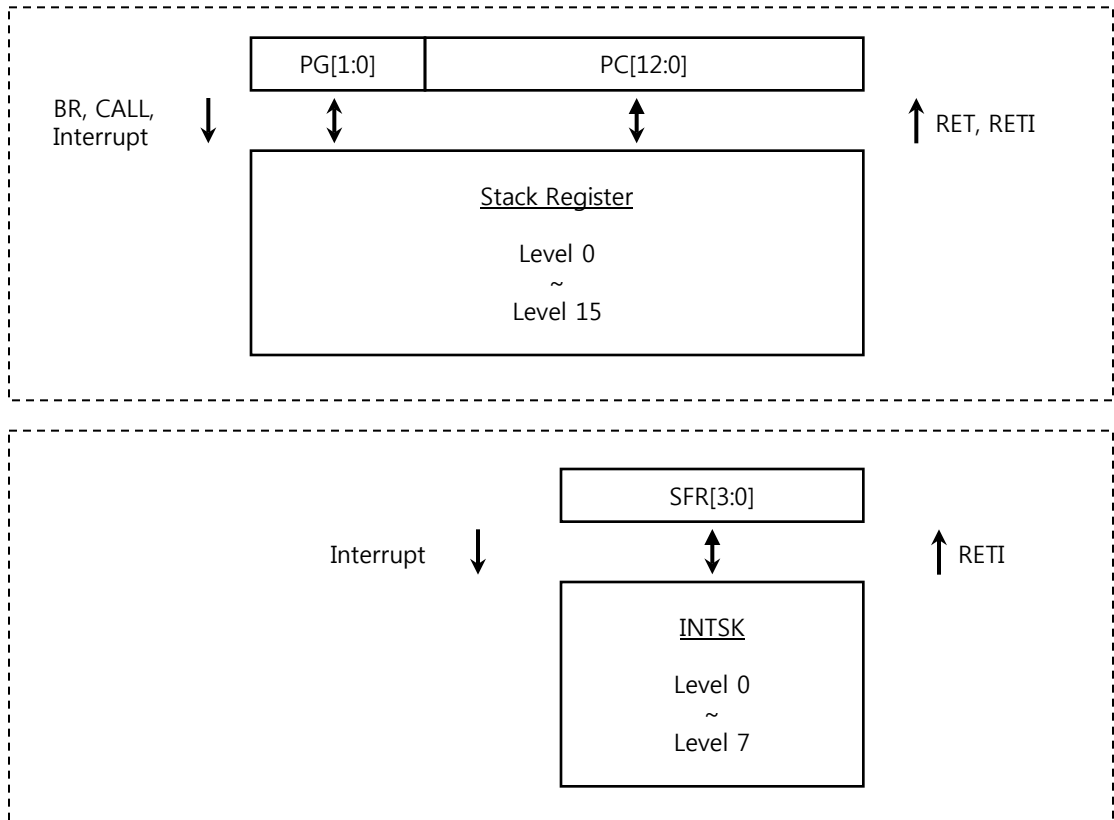 PG[1:0]
PC[12:0]
BR, CALL,
Interrupt
RET, RETI
Stack Register
Level 0
~
Level 15
SFR[3:0]
Interrupt
RETI
INTSK
Level 0
~
Level 7